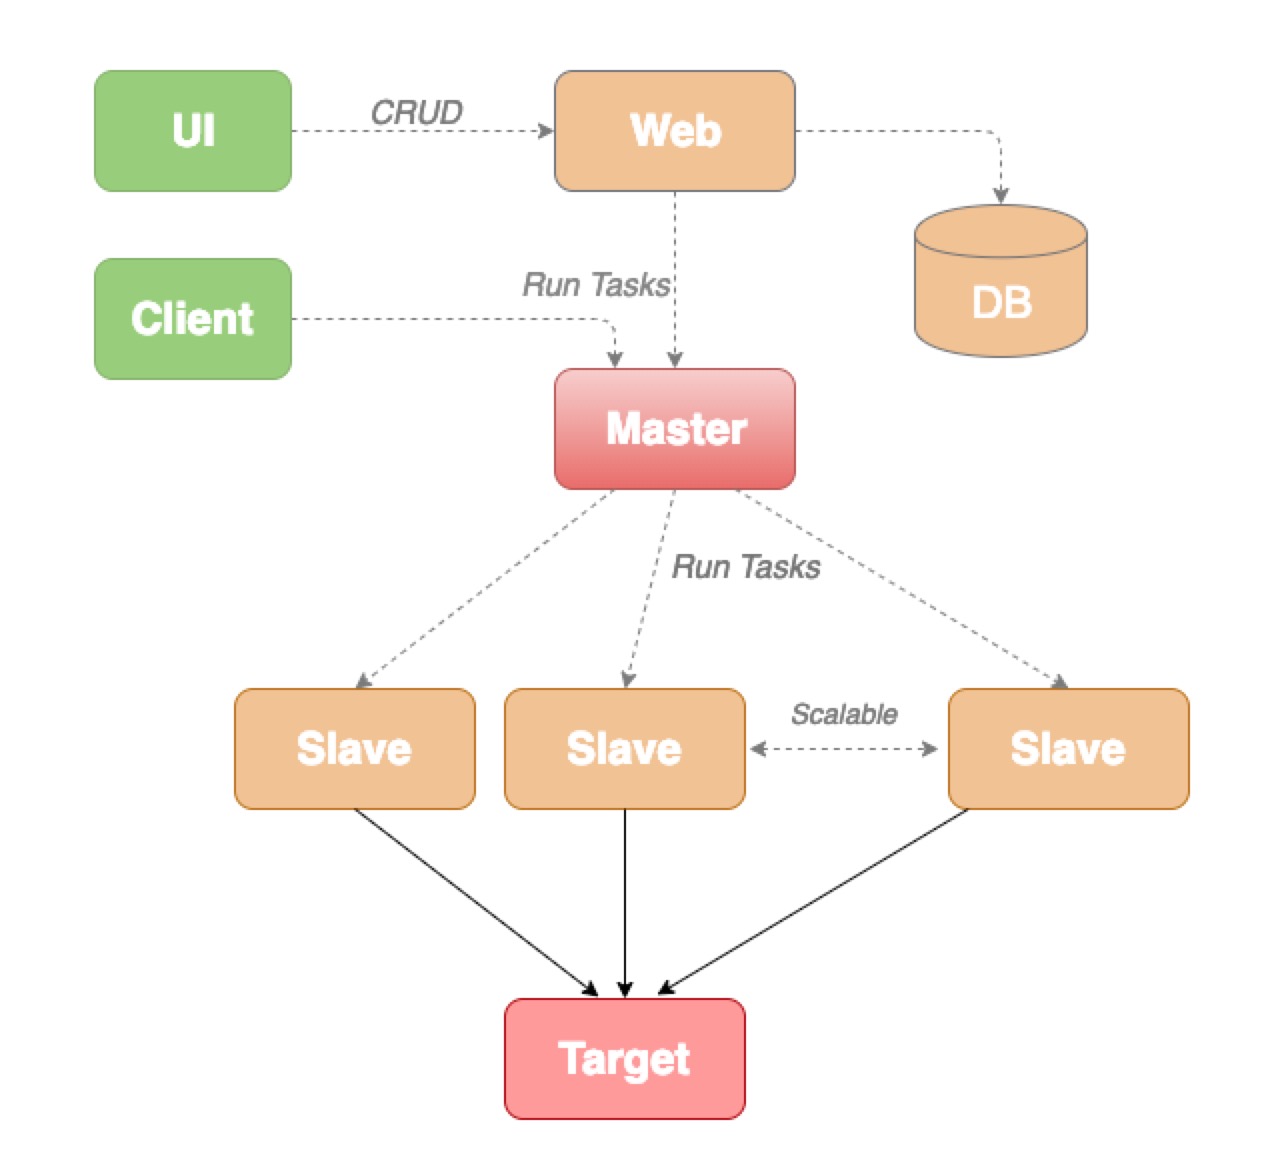 UI
CRUD
Web
DB
Client
Run Tasks
Master
Run Tasks
Slave
Slave
Scalable
Slave
Target